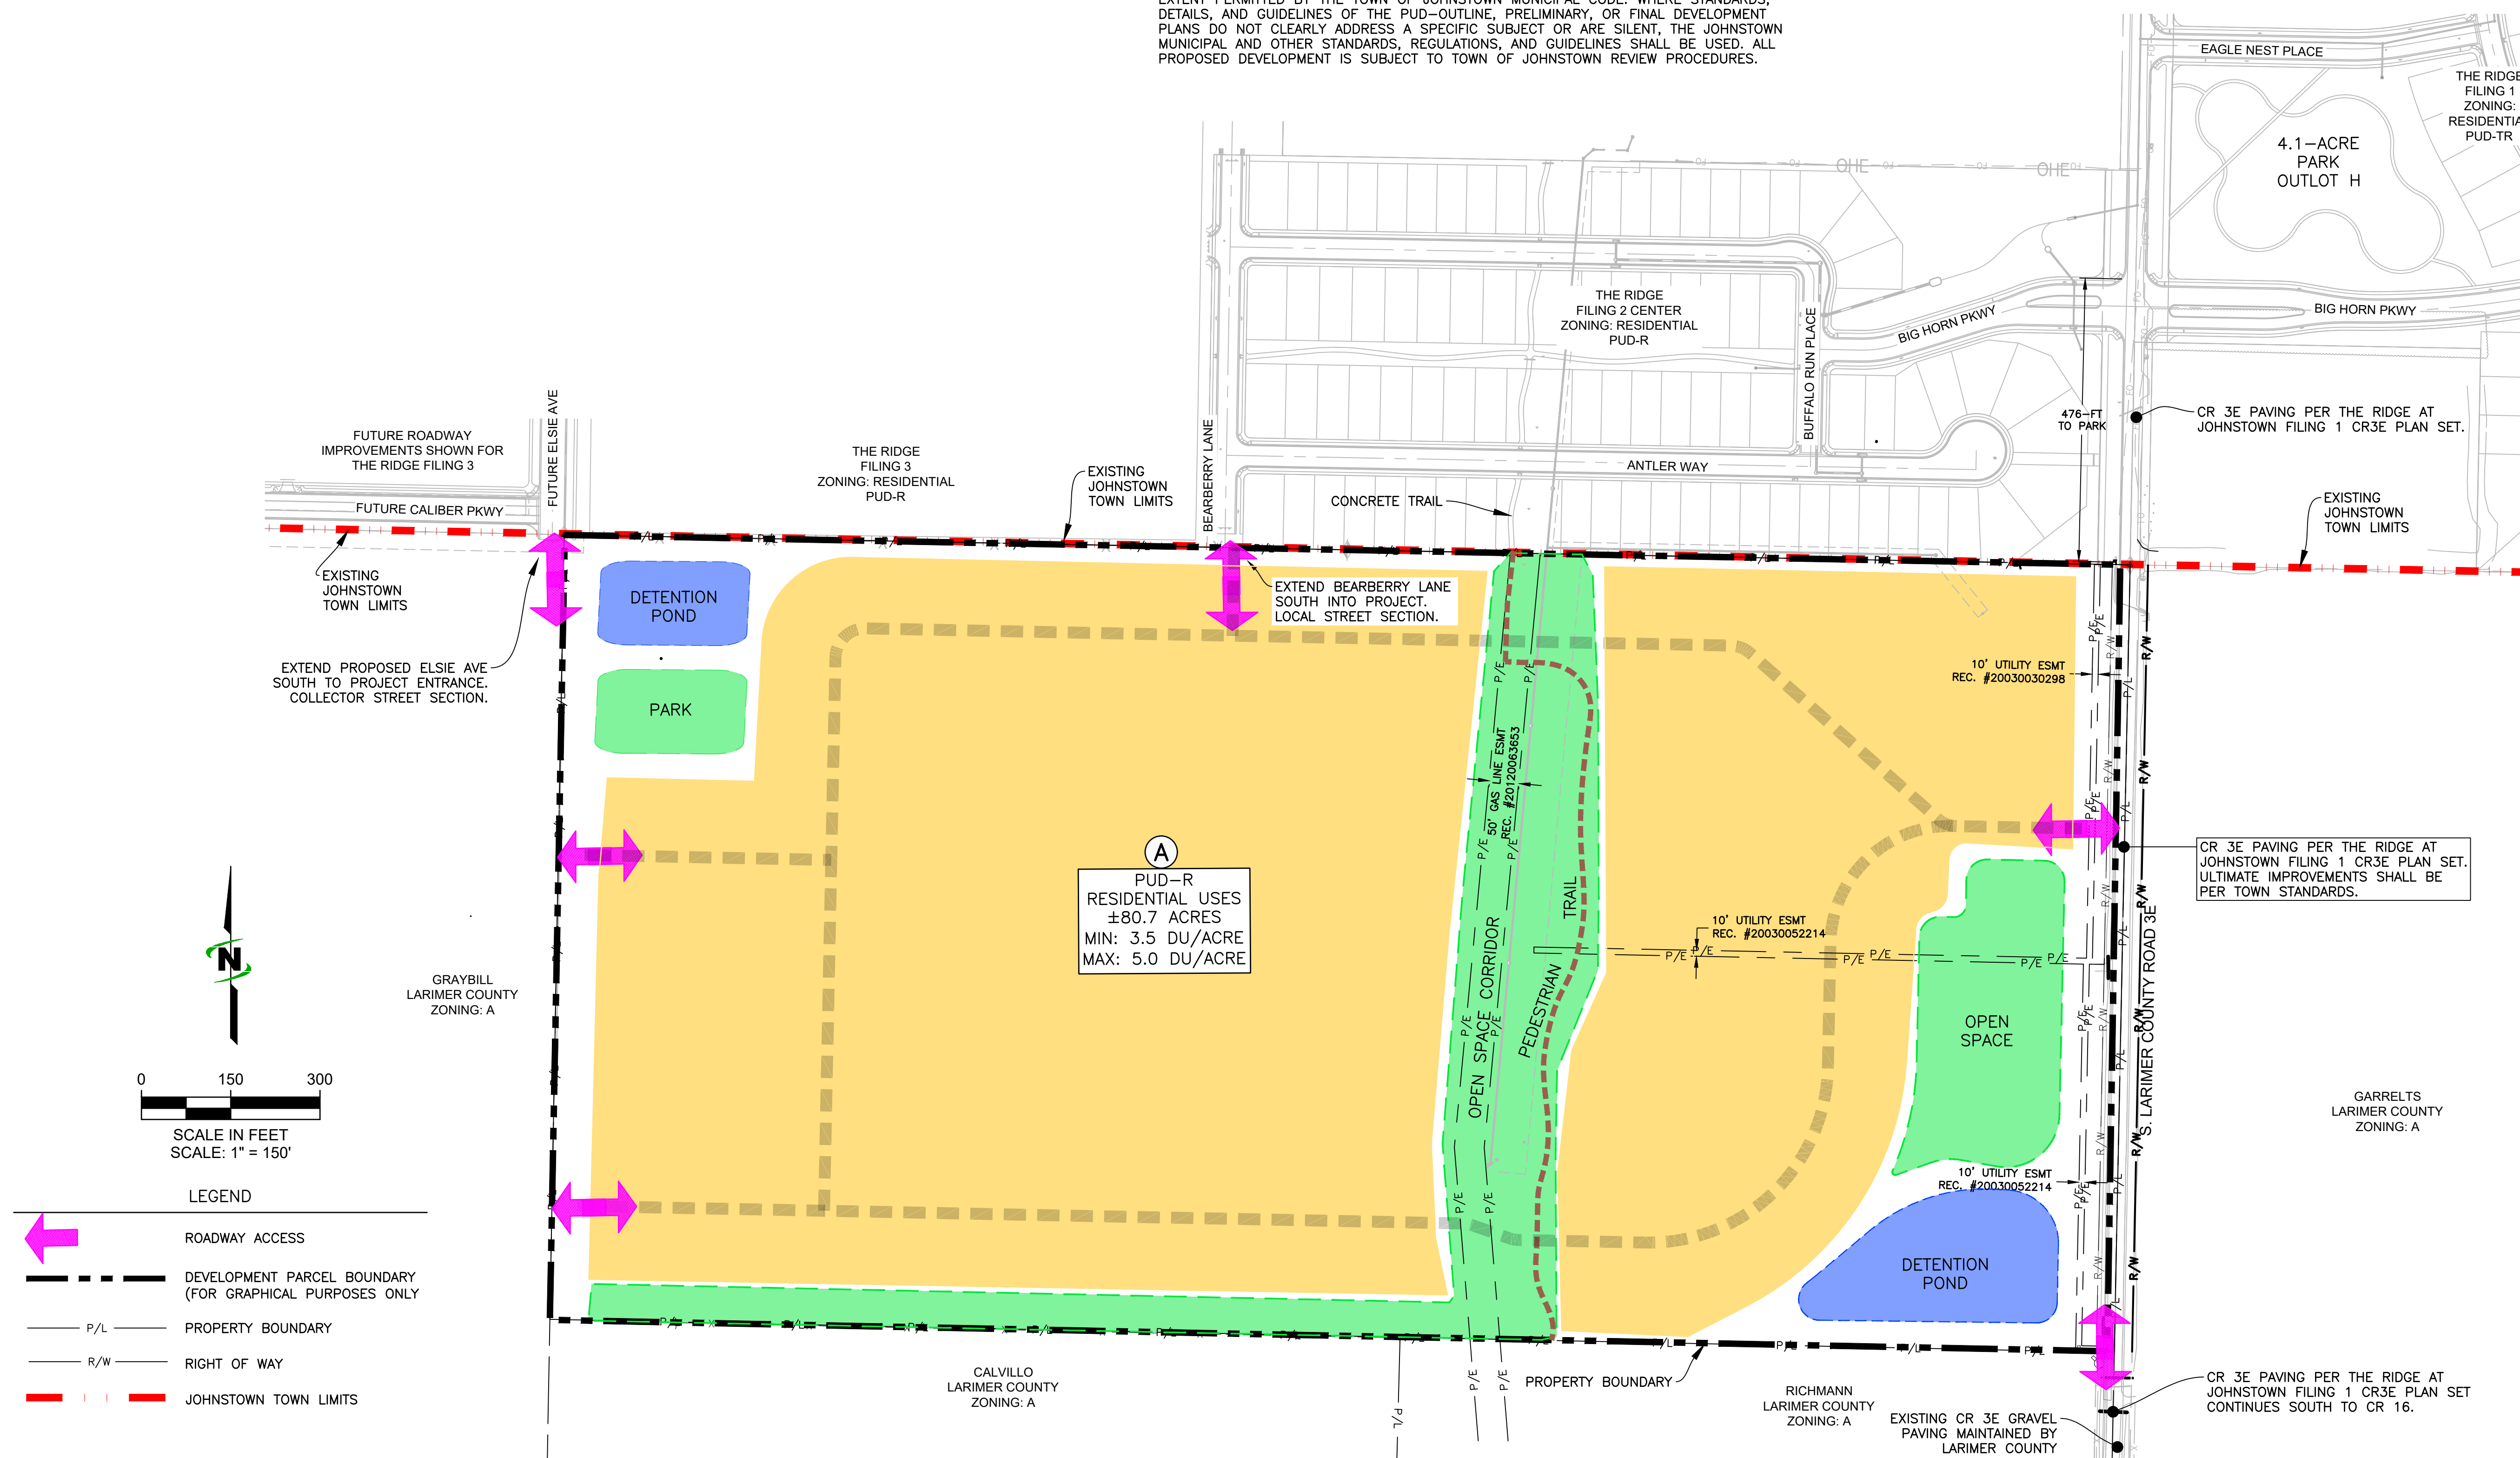 EXTENT PERMITTED BY THE TOWN OF JOHNSTOWN MUNICIPAL CODE. WHERE STANDARDS,
DETAILS, AND GUIDELINES OF THE PUD-OUTLINE, PRELIMINARY, OR FINAL DEVELOPMENT
PLANS DO NOT CLEARLY ADDRESS A SPECIFIC SUBJECT OR ARE SILENT, THE JOHNSTOWN
MUNICIPAL AND OTHER STANDARDS, REGULATIONS, AND GUIDELINES SHALL BE USED. ALL
PROPOSED DEVELOPMENT IS SUBJECT TO TOWN OF JOHNSTOWN REVIEW PROCEDURES.
EAGLE NEST PLACE
THE RIDGE
FILING 1
ZONING:
RESIDENTIA
PUD-TR
4.1-ACRE
PARK
OUTLOT H
OHE
OHE
THE RIDGE
FILING 2 CENTER
ZONING: RESIDENTIAL
PUD-R
BUFFALO RUN PLACE
BIG HORN PKWY
BIG HORN PKWY
476-FT
TO PARK
CR 3E PAVING PER THE RIDGE AT
JOHNSTOWN FILING 1 CR3E PLAN SET.
FUTURE ROADWAY
IMPROVEMENTS SHOWN FOR
THE RIDGE FILING 3
FUTURE ELSIE AVE
THE RIDGE
FILING 3
ZONING: RESIDENTIAL
PUD-R
EXISTING
JOHNSTOWN
TOWN LIMITS
BEARBERRY LANE
ANTLER WAY
CONCRETE TRAIL
EXISTING
JOHNSTOWN
TOWN LIMITS
FUTURE CALIBER PKWY
EXISTING
JOHNSTOWN
TOWN LIMITS
DETENTION
POND
EXTEND BEARBERRY LANE
SOUTH INTO PROJECT.
LOCAL STREET SECTION.
EXTEND PROPOSED ELSIE AVE
SOUTH TO PROJECT ENTRANCE.
COLLECTOR STREET SECTION.
PARK
10' UTILITY ESMT
REC. #20030030298
50' GAS LINE ESMT
REC. #20120063653
A
PUD-R
RESIDENTIAL USES
±80.7 ACRES
MIN: 3.5 DU/ACRE
MAX: 5.0 DU/ACRE
CR 3E PAVING PER THE RIDGE AT
JOHNSTOWN FILING 1 CR3E PLAN SET.
ULTIMATE IMPROVEMENTS SHALL BE
PER TOWN STANDARDS.
OPEN SPACE CORRIDOR
PEDESTRIAN TRAIL
10' UTILITY ESMT
REC. #20030052214
P/E P/E P/E P/E P/E P/E
OPEN
SPACE
S. LARIMER COUNTY ROAD 3E
N
GRAYBILL
LARIMER COUNTY
ZONING: A
GARRELTS
LARIMER COUNTY
ZONING: A
0 150 300
SCALE IN FEET
SCALE: 1" = 150'
10' UTILITY ESMT
REC. #20030052214
DETENTION
POND
LEGEND
ROADWAY ACCESS
DEVELOPMENT PARCEL BOUNDARY
(FOR GRAPHICAL PURPOSES ONLY
P/L PROPERTY BOUNDARY
R/W RIGHT OF WAY
JOHNSTOWN TOWN LIMITS
CALVILLO
LARIMER COUNTY
ZONING: A
P/L
P/E
P/E
PROPERTY BOUNDARY
RICHMANN
LARIMER COUNTY
ZONING: A
EXISTING CR 3E GRAVEL
PAVING MAINTAINED BY
LARIMER COUNTY
CR 3E PAVING PER THE RIDGE AT
JOHNSTOWN FILING 1 CR3E PLAN SET
CONTINUES SOUTH TO CR 16.